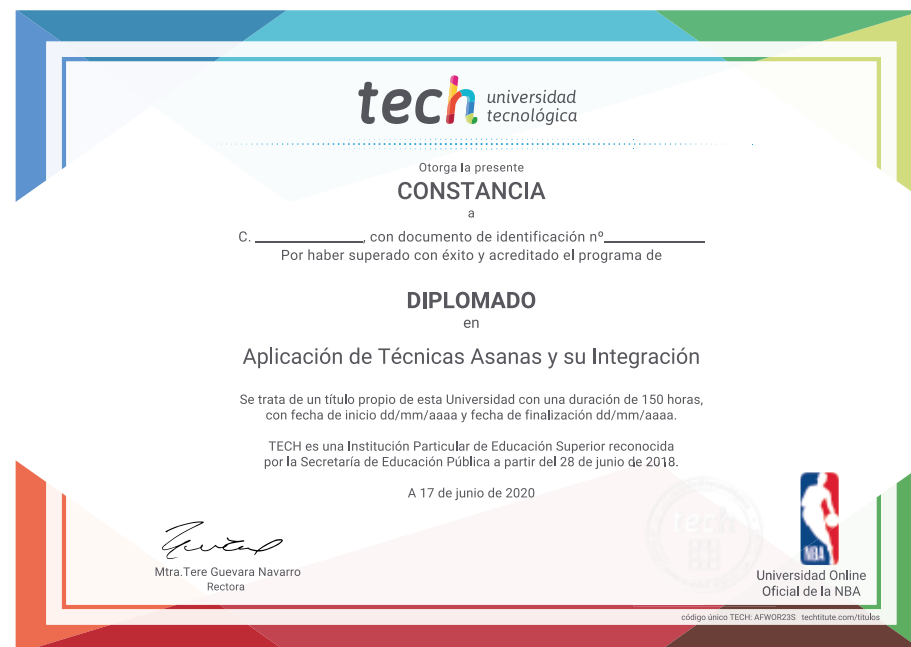 tech universidad
tecnológica
Otorga la presente
CONSTANCIA
a
C. , con documento de identificación nº
Por haber superado con éxito y acreditado el programa de
DIPLOMADO
en
Aplicación de Técnicas Asanas y su Integración
Se trata de un título propio de esta Universidad con una duración de 150 horas,
con fecha de inicio dd/mm/aaaa y fecha de finalización dd/mm/aaaa.
TECH es una Institución Particular de Educación Superior reconocida
por la Secretaría de Educación Pública a partir del 28 de junio de 2018.
A 17 de junio de 2020
tech
Mtra.Tere Guevara Navarro
Rectora
NBA
Universidad Online
Oficial de la NBA
código único TECH: AFWOR23S techtitute.com/titulos